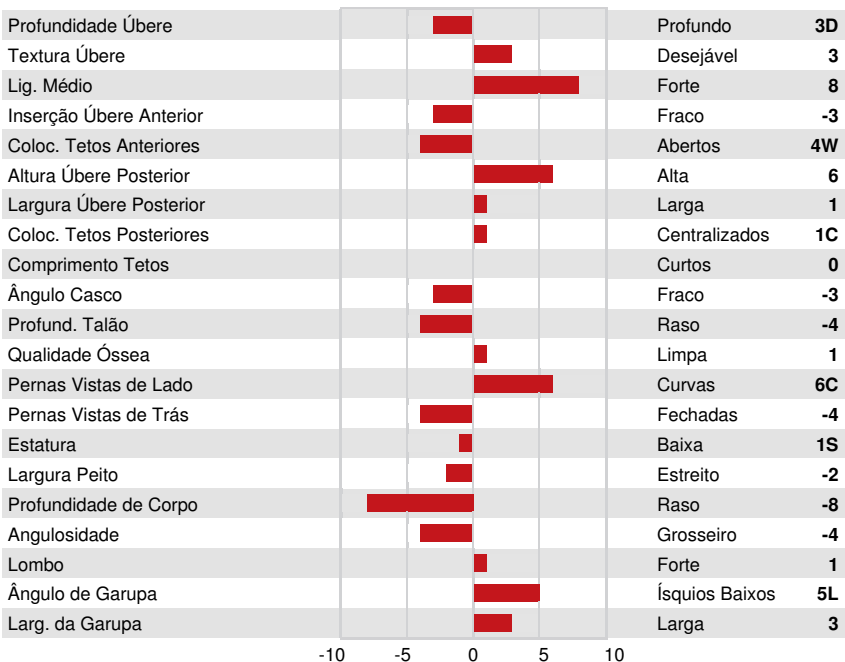 Profundidade Úbere Profundo 3D
Textura Úbere Desejável 3
Lig. Médio Forte 8
Inserção Úbere Anterior Fraco -3
Coloc. Tetos Anteriores Abertos 4W
Altura Úbere Posterior Alta 6
Largura Úbere Posterior Larga 1
Coloc. Tetos Posteriores Centralizados 1C
Comprimento Tetos Curtos 0
Ângulo Casco Fraco -3
Profund. Talão Raso -4
Qualidade Óssea Limpa 1
Pernas Vistas de Lado Curvas 6C
Pernas Vistas de Trás Fechadas -4
Estatura Baixa 1S
Largura Peito Estreito -2
Profundidade de Corpo Raso -8
Angulosidade Grosseiro -4
Lombo Forte 1
Ângulo de Garupa Ísquios Baixos 5L
Larg. da Garupa Larga 3
-10 -5 0 5 10